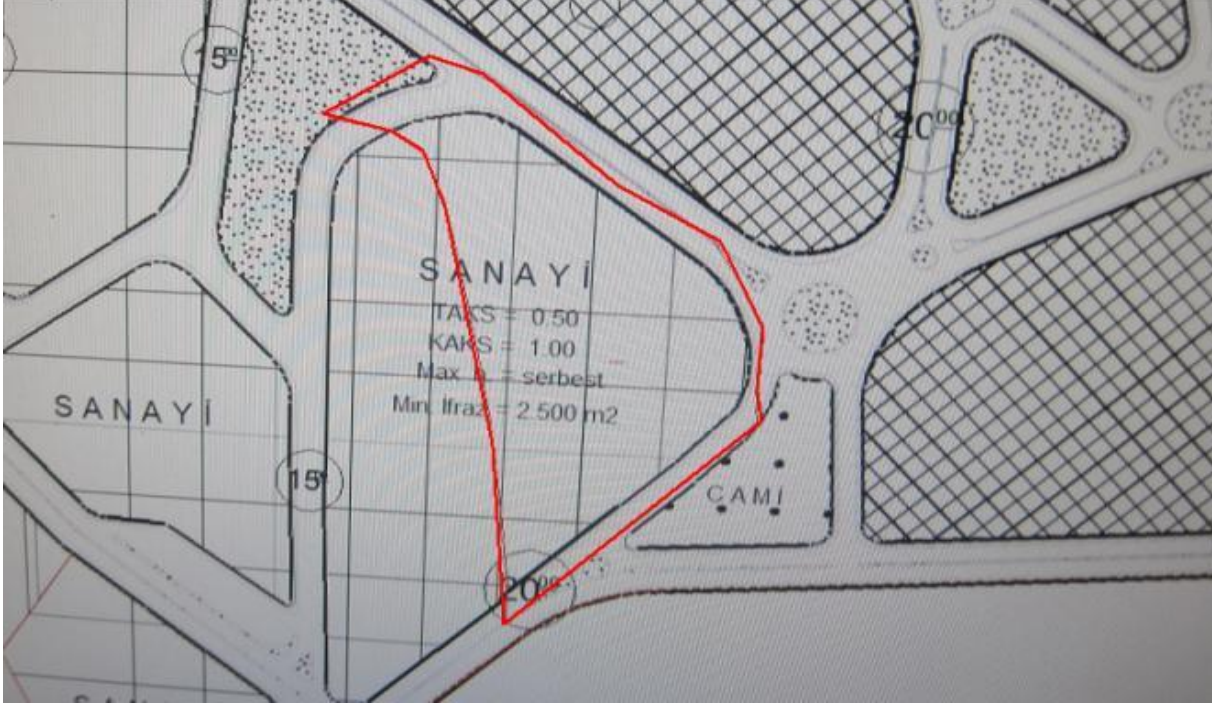 15⁰⁰
20⁰⁰
SANAYİ
TAKS = 0.50
KAKS = 1.00
Max. h. = serbest
Min. İfraz = 2.500 m2
SANAYİ
15
CAMİ
20⁰⁰